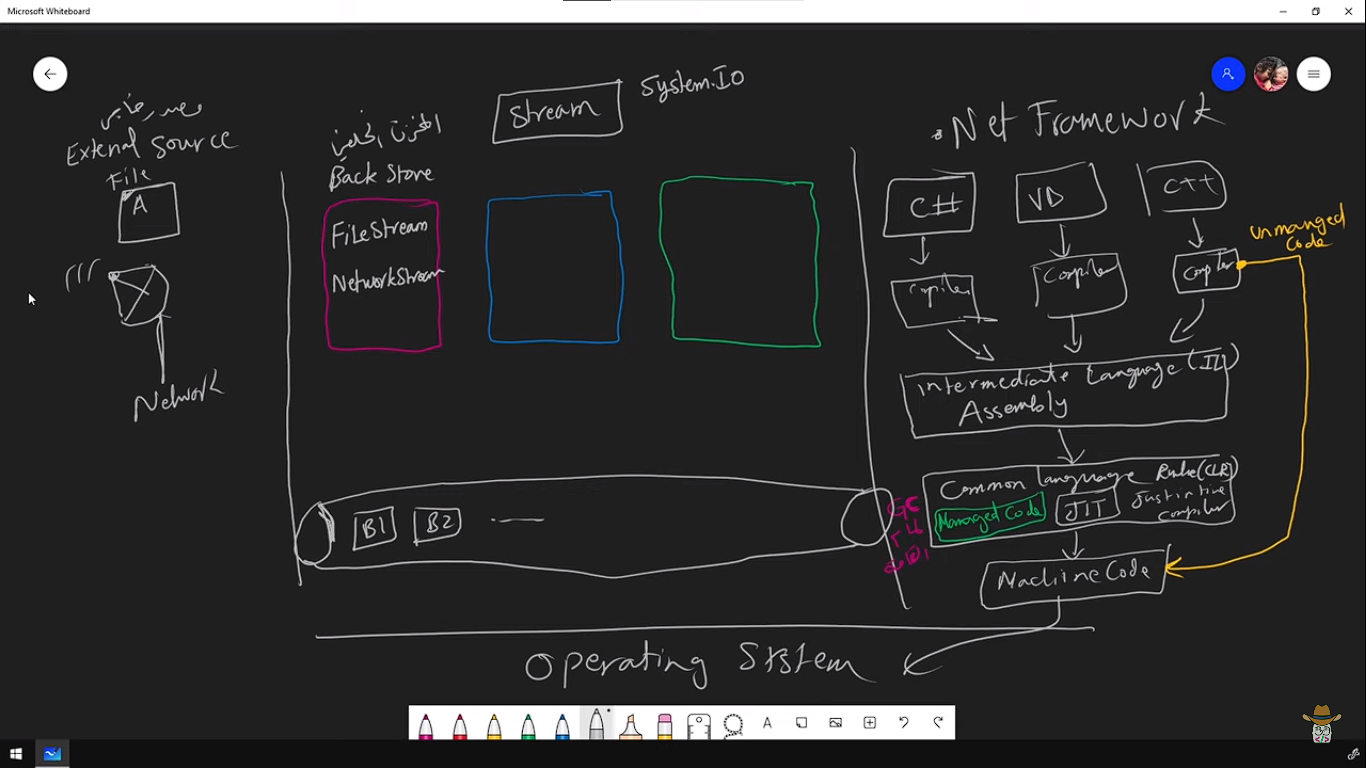 Microsoft Whiteboard
مصدر خارجي
Extenal Source
File
A
Network
المخزن الخلفي
Back Store
FileStream
NetworkStream
Stream
System.IO
B1
B2
.Net Framework
C#
VB
C++
Compiler
Compiler
Compiler
unmanged
Code
Intermediate Language (IL)
Assembly
Common Language (CLR)
Managed Code
JIT
Just in time
Compiler
GC
Machine Code
Operating System
A